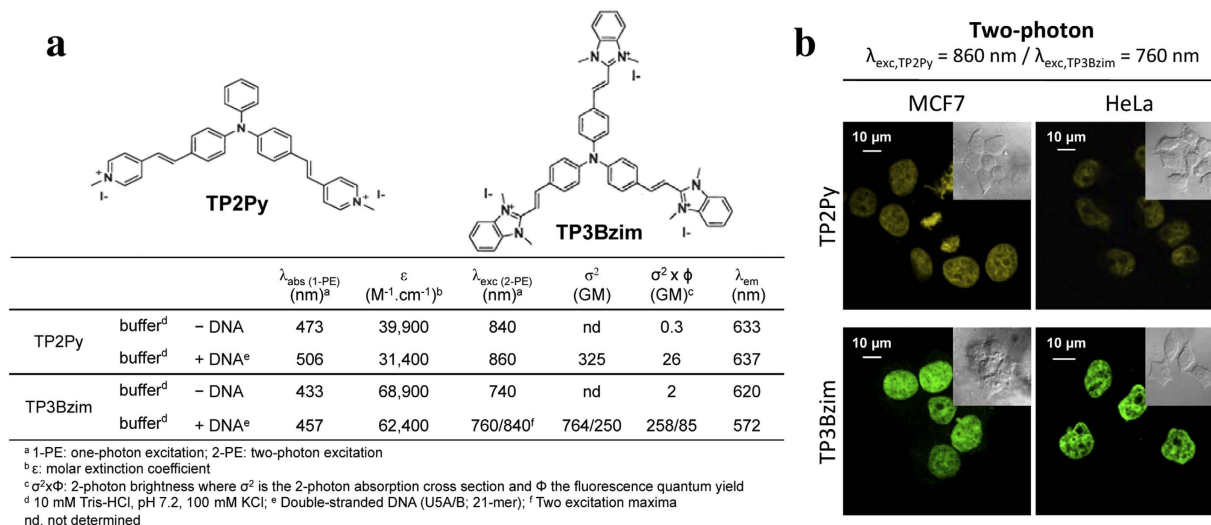 a
TP2Py
TP3Bzim
N
N
N
N
N
N
N
N
N
N
+
+
+
+
+
I-
I-
I-
I-
I-
λabs (1-PE) (nm)ᵃ ε (M⁻¹.cm⁻¹)ᵇ λexc (2-PE) (nm)ᵃ σ² (GM) σ² x ϕ (GM)ᶜ λem (nm)
TP2Py bufferᵈ − DNA 473 39,900 840 nd 0.3 633
bufferᵈ + DNAᵉ 506 31,400 860 325 26 637
TP3Bzim bufferᵈ − DNA 433 68,900 740 nd 2 620
bufferᵈ + DNAᵉ 457 62,400 760/840ᶠ 764/250 258/85 572
ᵃ 1-PE: one-photon excitation; 2-PE: two-photon excitation
ᵇ ε: molar extinction coefficient
ᶜ σ²xΦ: 2-photon brightness where σ² is the 2-photon absorption cross section and Φ the fluorescence quantum yield
ᵈ 10 mM Tris-HCl, pH 7.2, 100 mM KCl; ᵉ Double-stranded DNA (U5A/B; 21-mer); ᶠ Two excitation maxima
nd, not determined
b
Two-photon
λexc,TP2Py = 860 nm / λexc,TP3Bzim = 760 nm
MCF7 HeLa
TP2Py
10 µm 10 µm
TP3Bzim
10 µm 10 µm